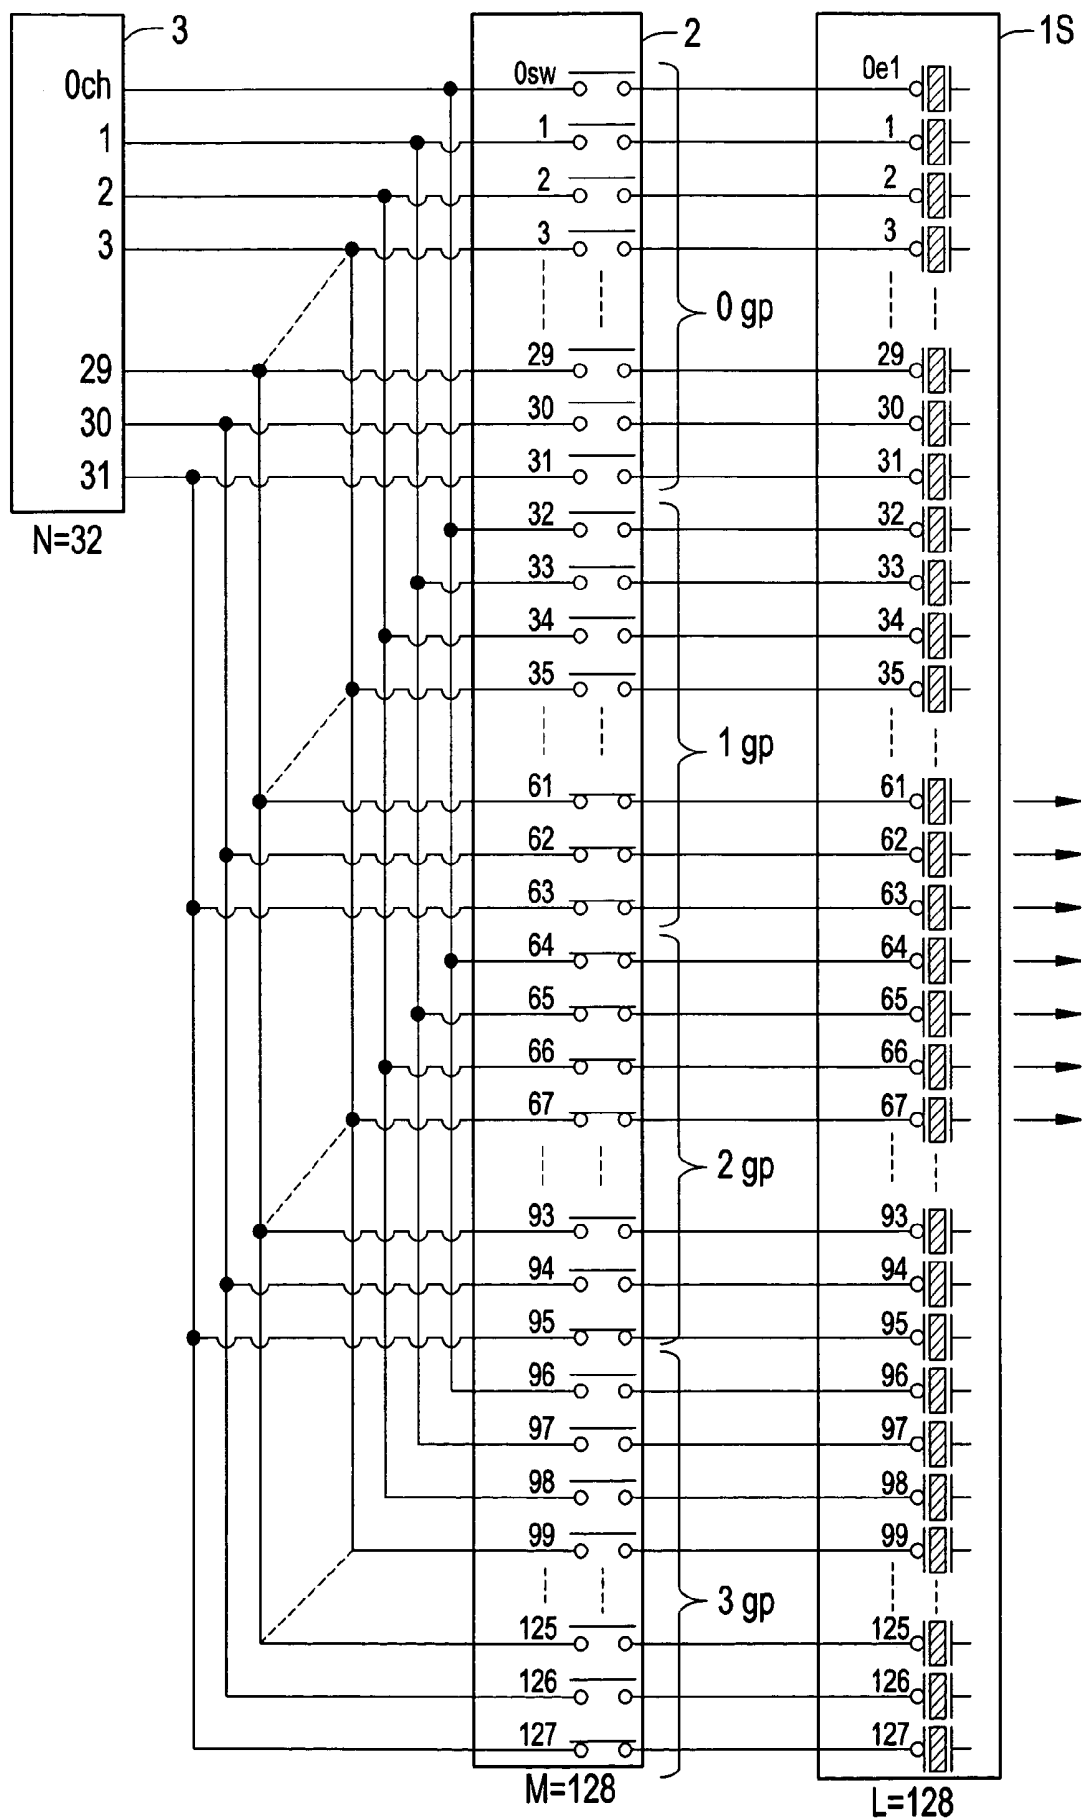 3
2
1S
0ch 0sw 0e1
1 1 1
2 2 2
3 3 3
0 gp
29 29 29
30 30 30
31 31 31
N=32
32 32
33 33
34 34
35 35
1 gp
61 61
62 62
63 63
64 64
65 65
66 66
67 67
2 gp
93 93
94 94
95 95
96 96
97 97
98 98
99 99
3 gp
125 125
126 126
127 127
M=128
L=128